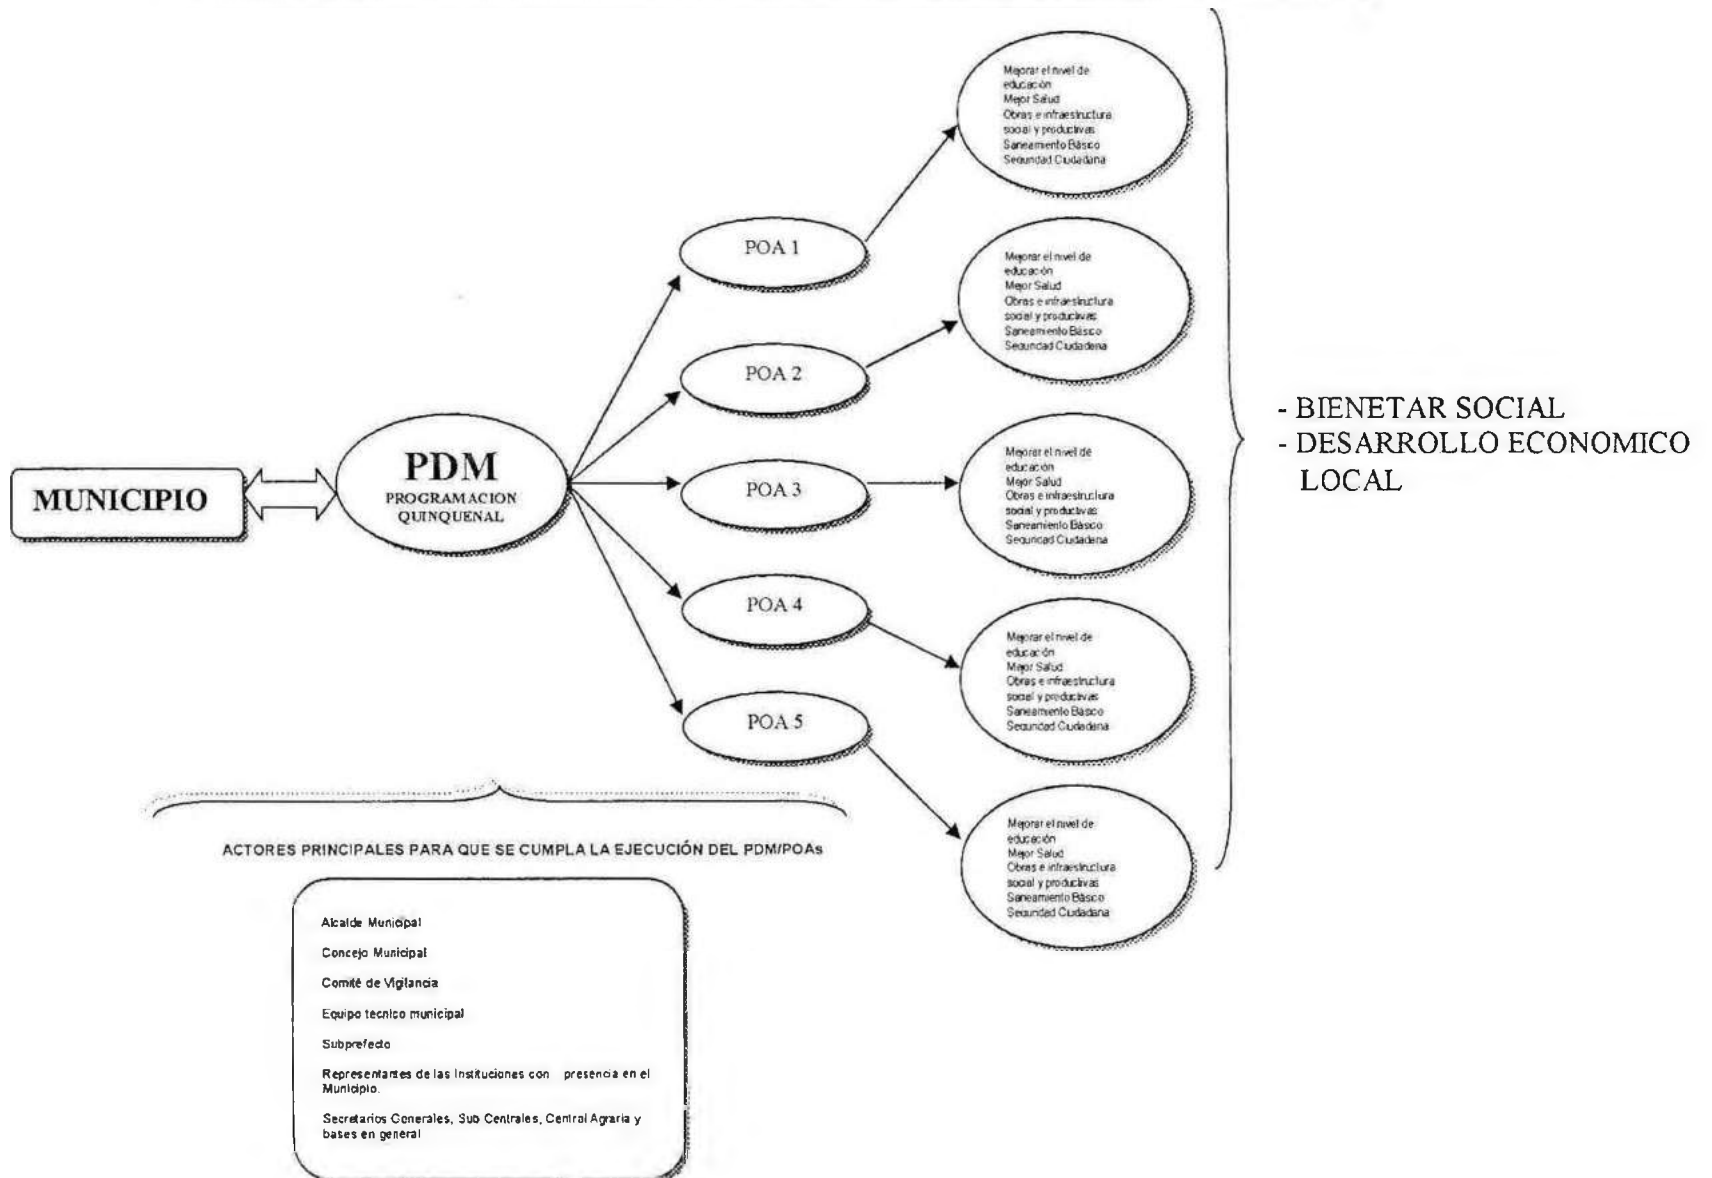 MUNICIPIO
PDM
PROGRAMACION
QUINQUENAL
POA 1
POA 2
POA 3
POA 4
POA 5
Mejorar el nivel de
educación
Mejor Salud
Obras e infraestructura
social y productivas
Saneamiento Básco
Seguridad Ciudadana
Mejorar el nivel de
educación
Mejor Salud
Obras e infraestructura
social y productivas
Saneamiento Básco
Seguridad Ciudadana
Mejorar el nivel de
educación
Mejor Salud
Obras e infraestructura
social y productivas
Saneamiento Básco
Seguridad Ciudadana
Mejorar el nivel de
educación
Mejor Salud
Obras e infraestructura
social y productivas
Saneamiento Básco
Seguridad Ciudadana
Mejorar el nivel de
educación
Mejor Salud
Obras e infraestructura
social y productivas
Saneamiento Básco
Seguridad Ciudadana
- BIENETAR SOCIAL
- DESARROLLO ECONOMICO
LOCAL
ACTORES PRINCIPALES PARA QUE SE CUMPLA LA EJECUCIÓN DEL PDM/POAs
Alcalde Municipal
Concejo Municipal
Comité de Vigilancia
Equipo tecnico municipal
Subprefecto
Representantes de las Instituciones con presencia en el
Municipio.
Secretarios Generales, Sub Centrales, Central Agraria y
bases en general